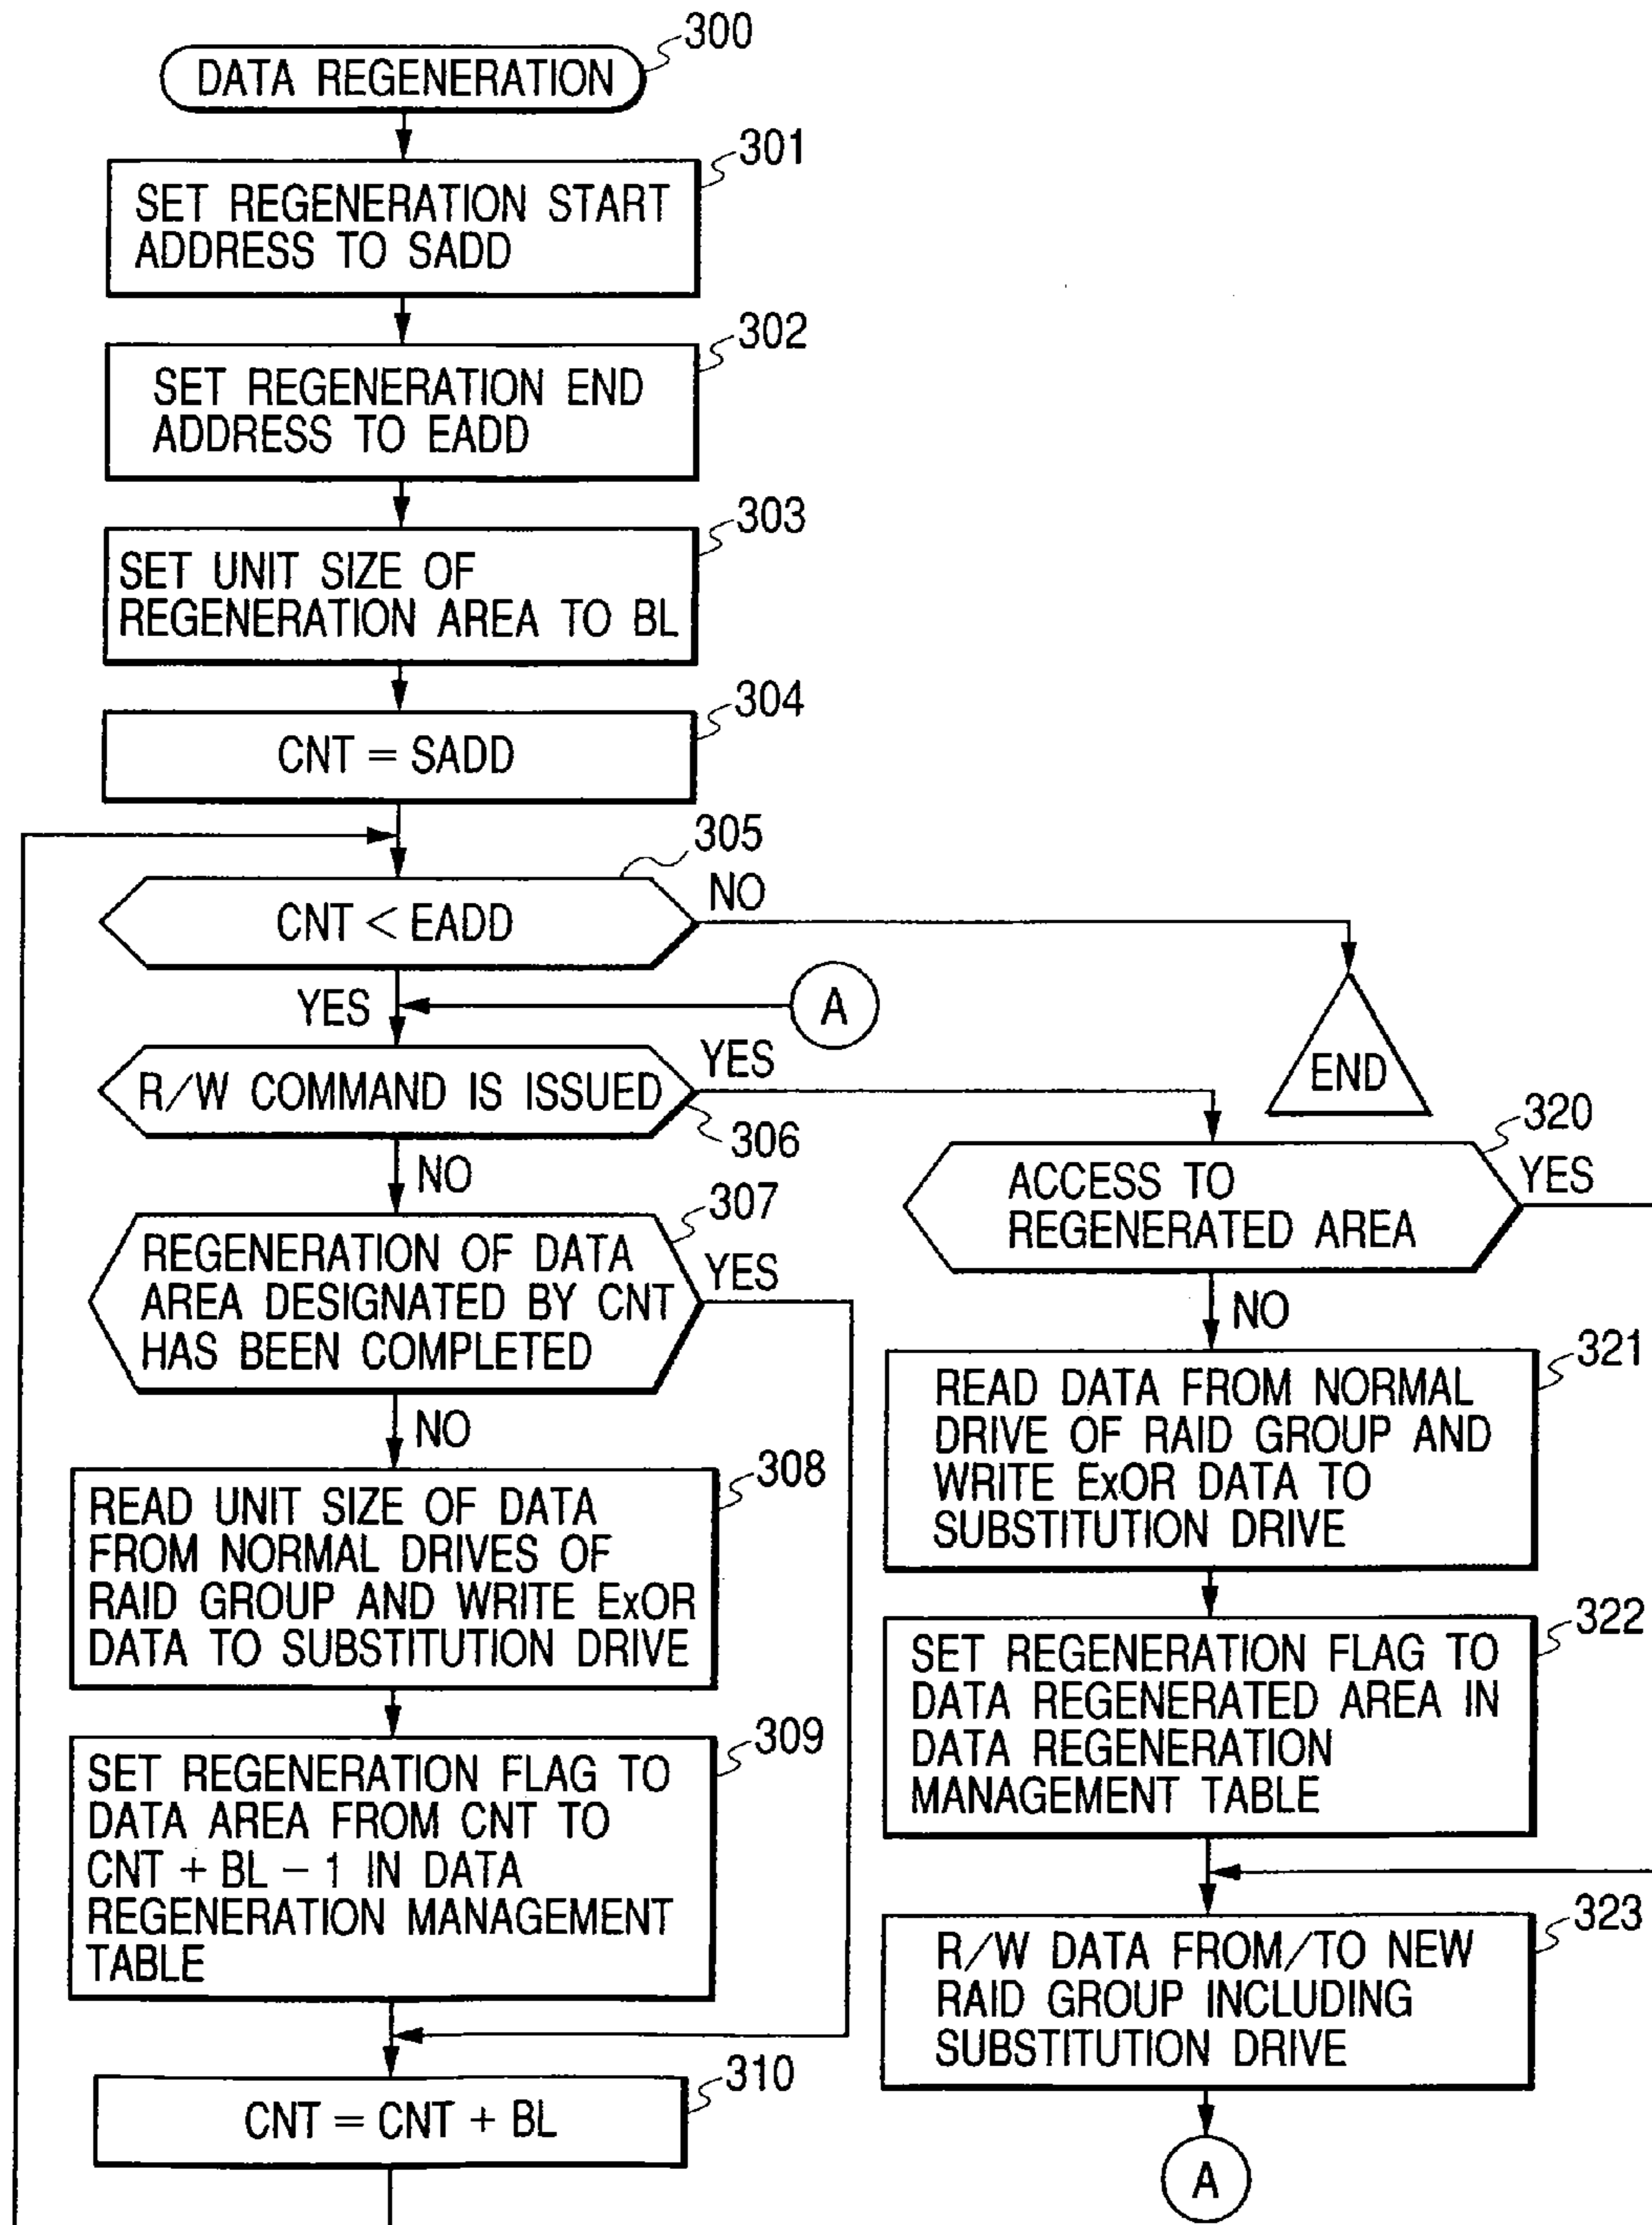 300
DATA REGENERATION
301
SET REGENERATION START
ADDRESS TO SADD
302
SET REGENERATION END
ADDRESS TO EADD
303
SET UNIT SIZE OF
REGENERATION AREA TO BL
304
CNT = SADD
305
CNT < EADD
NO
YES
A
END
R/W COMMAND IS ISSUED
YES
306
NO
307
REGENERATION OF DATA
AREA DESIGNATED BY CNT
HAS BEEN COMPLETED
YES
NO
308
READ UNIT SIZE OF DATA
FROM NORMAL DRIVES OF
RAID GROUP AND WRITE ExOR
DATA TO SUBSTITUTION DRIVE
309
SET REGENERATION FLAG TO
DATA AREA FROM CNT TO
CNT + BL - 1 IN DATA
REGENERATION MANAGEMENT
TABLE
310
CNT = CNT + BL
320
ACCESS TO
REGENERATED AREA
YES
NO
321
READ DATA FROM NORMAL
DRIVE OF RAID GROUP AND
WRITE ExOR DATA TO
SUBSTITUTION DRIVE
322
SET REGENERATION FLAG TO
DATA REGENERATED AREA IN
DATA REGENERATION
MANAGEMENT TABLE
323
R/W DATA FROM/TO NEW
RAID GROUP INCLUDING
SUBSTITUTION DRIVE
A